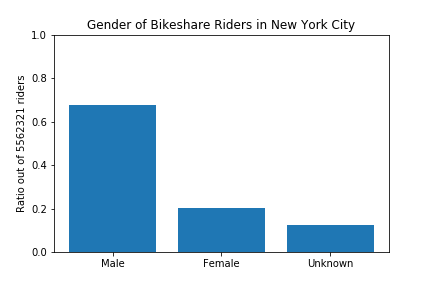 Gender of Bikeshare Riders in New York City
Ratio out of 5562321 riders
1.0
0.8
0.6
0.4
0.2
0.0
Male Female Unknown